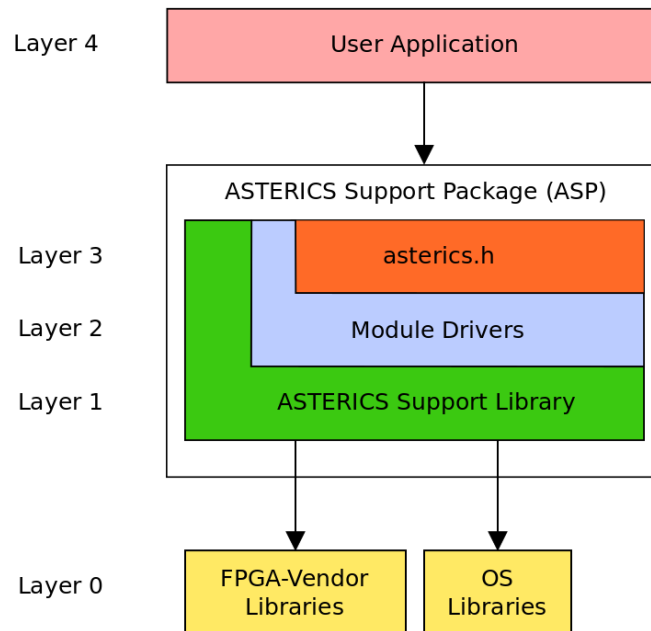 Layer 4
User Application
ASTERICS Support Package (ASP)
Layer 3
asterics.h
Layer 2
Module Drivers
Layer 1
ASTERICS Support Library
Layer 0
FPGA-Vendor
Libraries
OS
Libraries